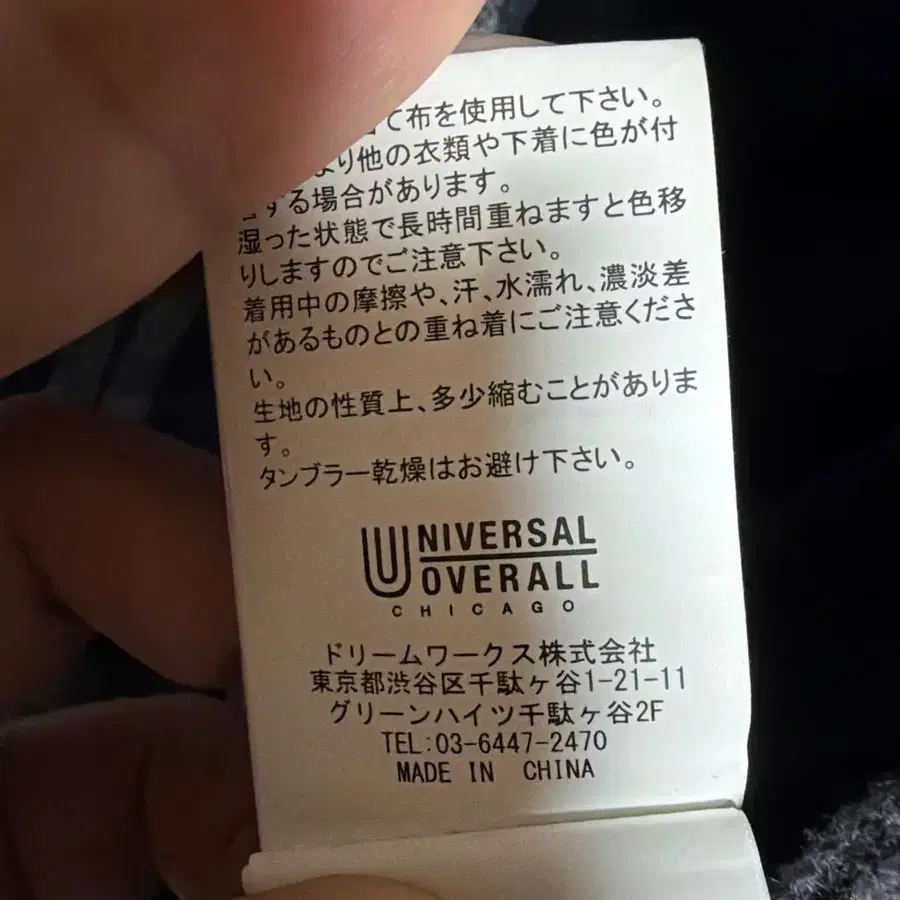 て布を使用して下さい。
より他の衣類や下着に色が付
する場合があります。
湿った状態で長時間重ねますと色移
りしますのでご注意下さい。
着用中の摩擦や、汗、水濡れ、濃淡差
があるものとの重ね着にご注意くださ
い。
生地の性質上、多少縮むことがありま
す。
タンブラー乾燥はお避け下さい。
UNIVERSAL
OVERALL
CHICAGO
ドリームワークス株式会社
東京都渋谷区千駄ヶ谷1-21-11
グリーンハイツ千駄ヶ谷2F
TEL:03-6447-2470
MADE IN CHINA